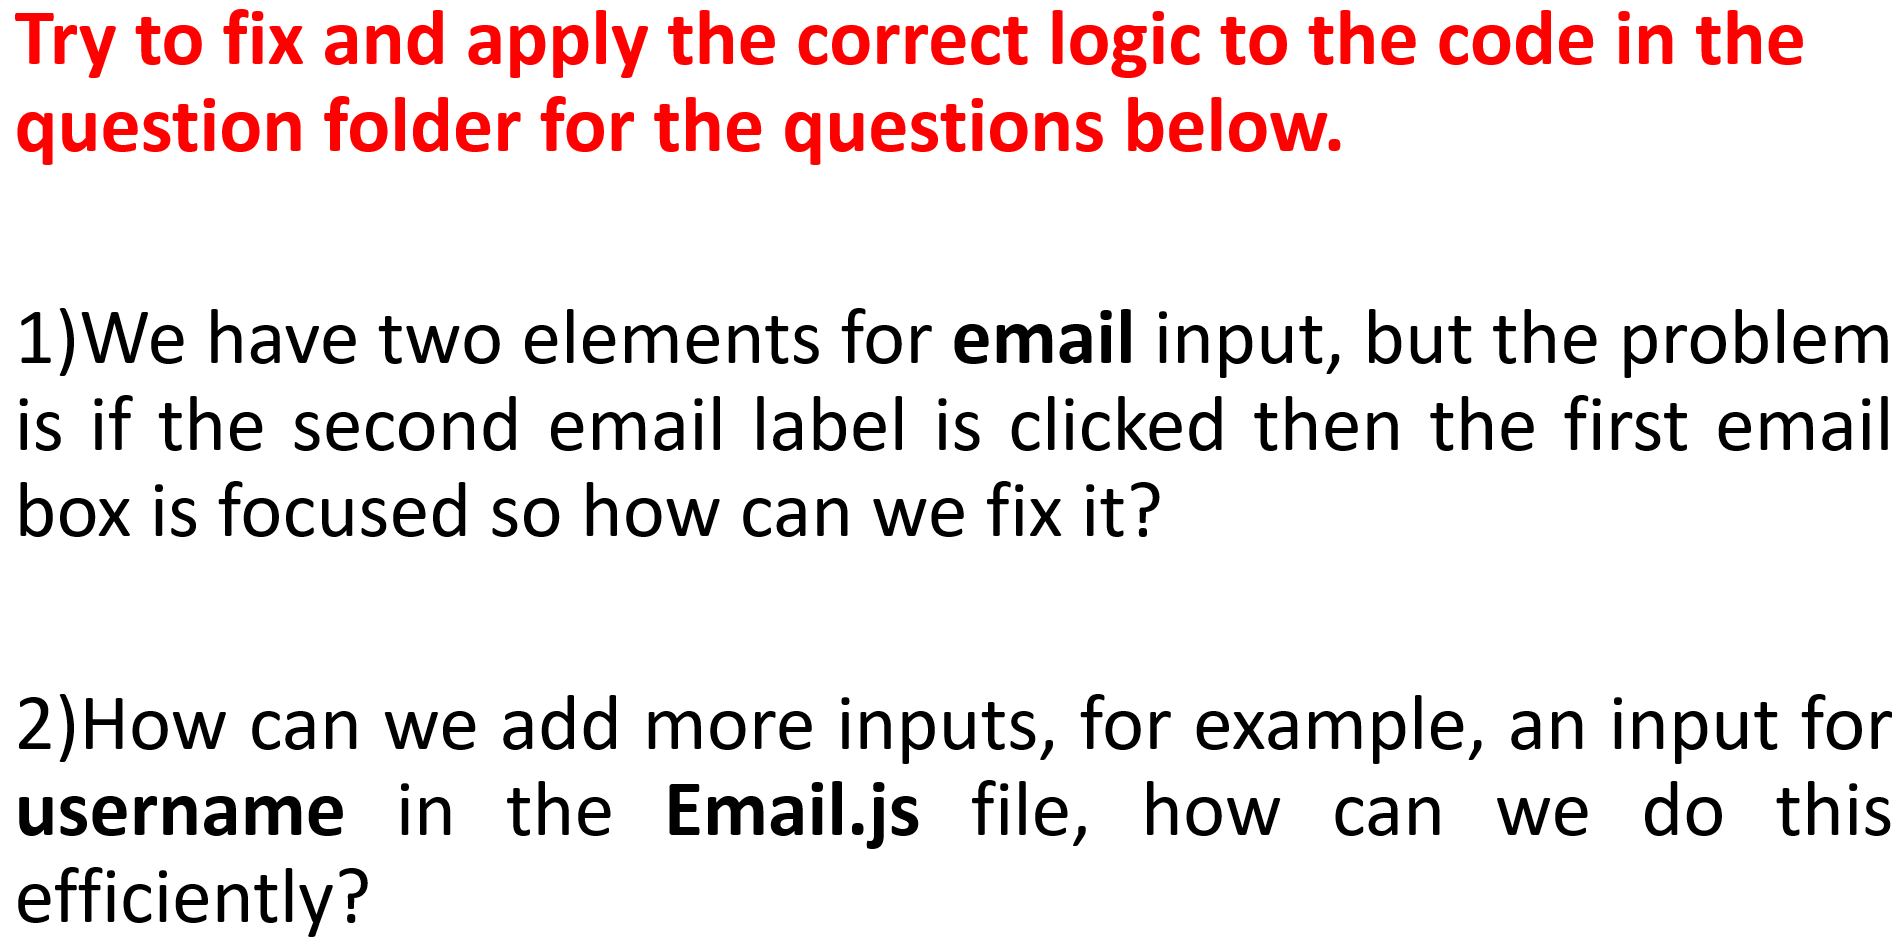 Try to fix and apply the correct logic to the code in the
question folder for the questions below.
1)We have two elements for email input, but the problem
is if the second email label is clicked then the first email
box is focused so how can we fix it?
2)How can we add more inputs, for example, an input for
username in the Email.js file, how can we do this
efficiently?